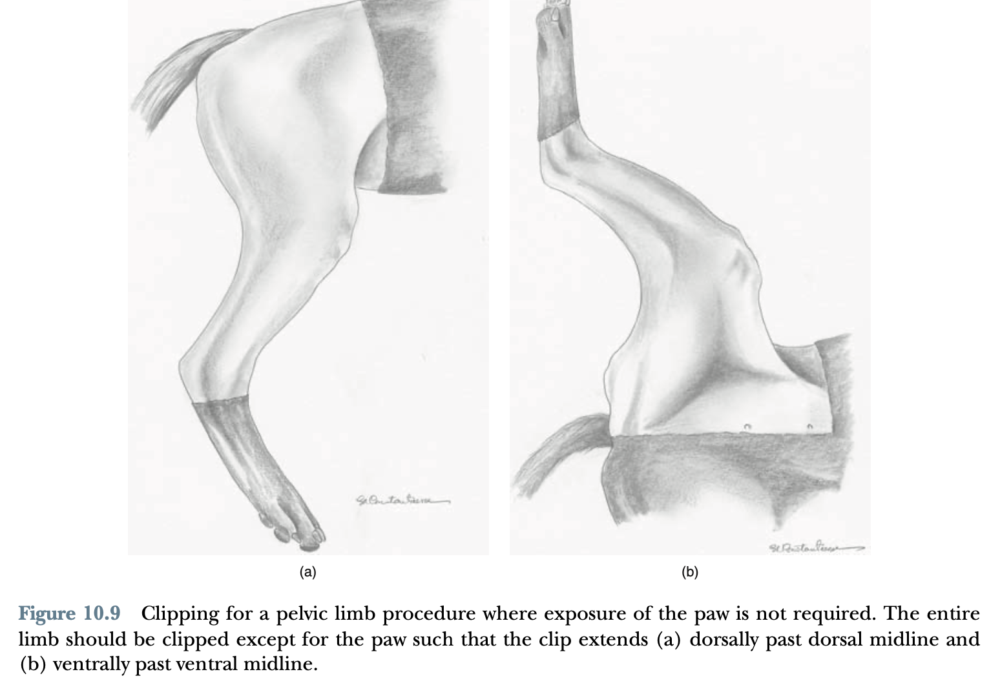 (a)
(b)
Figure 10.9 Clipping for a pelvic limb procedure where exposure of the paw is not required. The entire
limb should be clipped except for the paw such that the clip extends (a) dorsally past dorsal midline and
(b) ventrally past ventral midline.